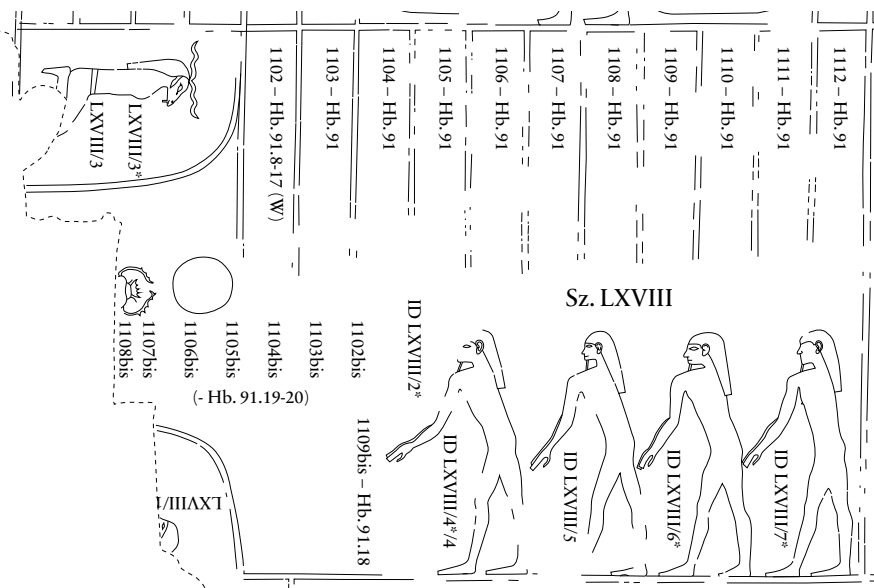 1102 – Hb. 91.8-17 (W)
1103 – Hb. 91
1104 – Hb. 91
1105 – Hb. 91
1106 – Hb. 91
1107 – Hb. 91
1108 – Hb. 91
1109 – Hb. 91
1110 – Hb. 91
1111 – Hb. 91
1112 – Hb. 91
LXVIII/3
LXVIII/3*
Sz. LXVIII
1108bis
1107bis
1106bis
1105bis
1104bis
1103bis
1102bis
(- Hb. 91.19-20)
ID LXVIII/2*
1109bis – Hb. 91.18
ID LXVIII/4*/4
ID LXVIII/5
ID LXVIII/6*
ID LXVIII/7*
LXVIII/1